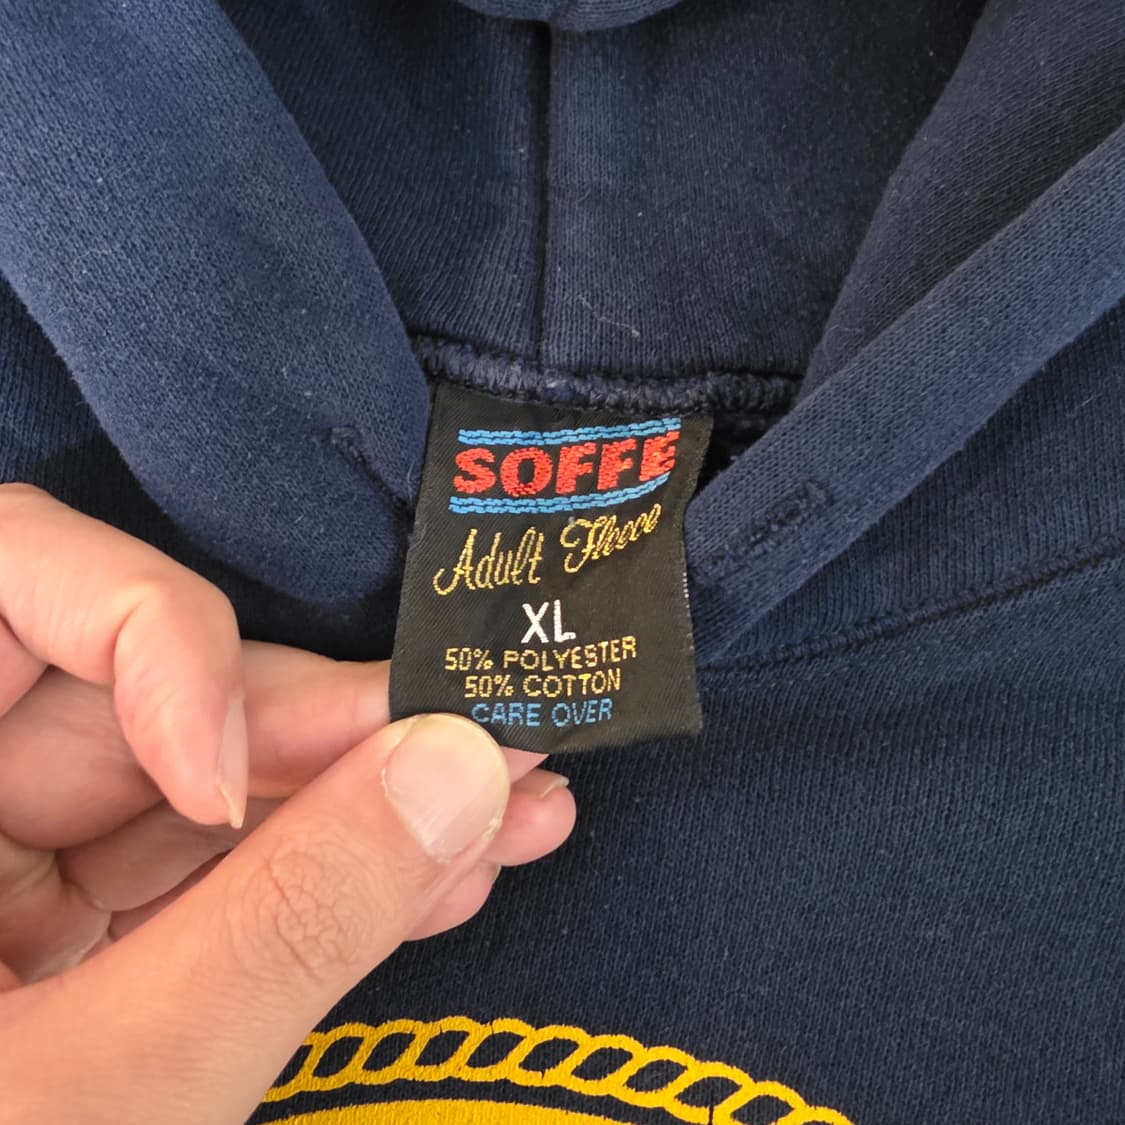 SOFFE
Adult Fleece
XL
50% POLYESTER
50% COTTON
CARE OVER